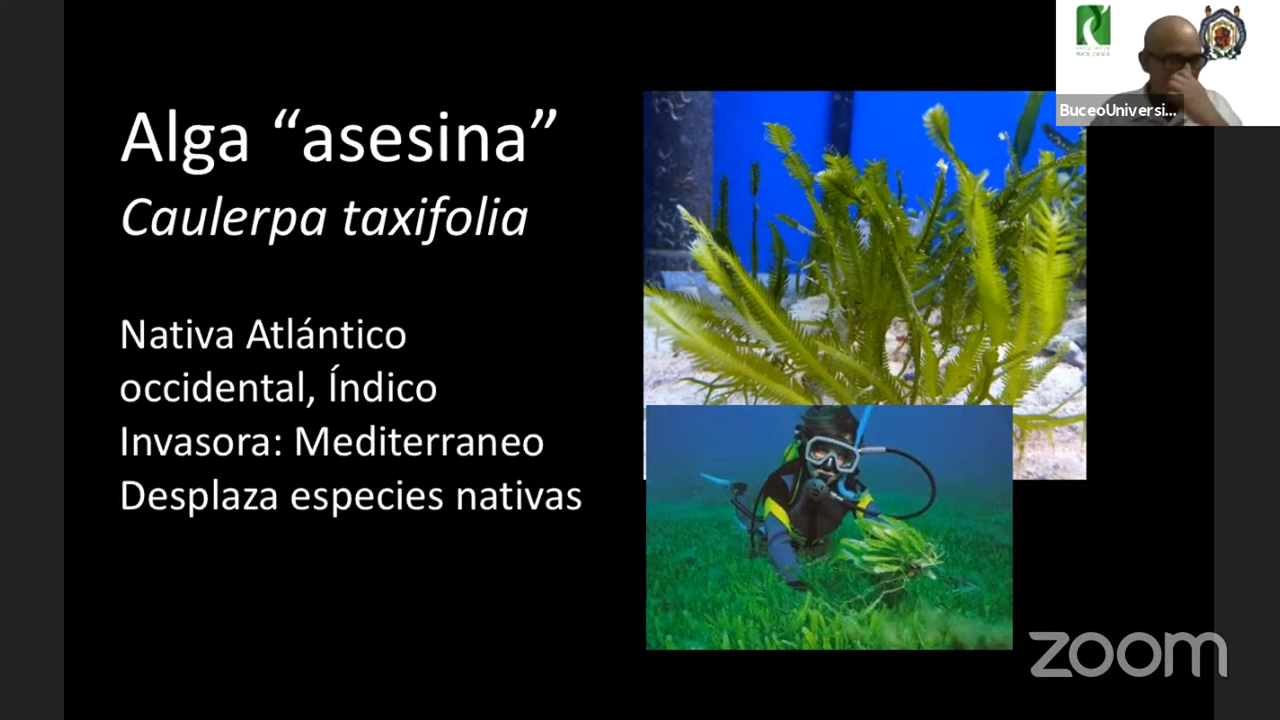 Alga “asesina”
Caulerpa taxifolia
Nativa Atlántico
occidental, Índico
Invasora: Mediterraneo
Desplaza especies nativas
BuceoUniversi...
zoom